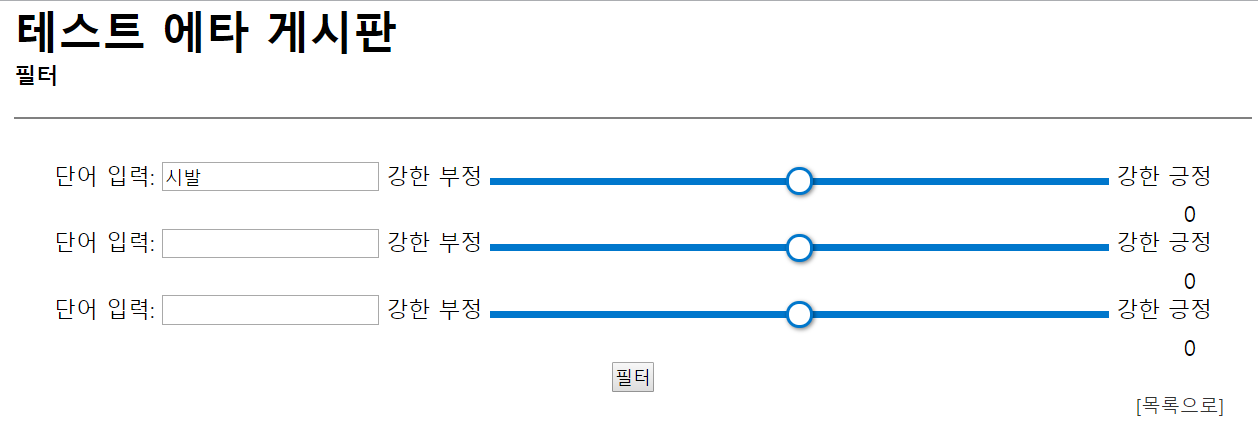 테스트 에타 게시판
필터
단어 입력: 시발 강한 부정 강한 긍정
0
단어 입력: 강한 부정 강한 긍정
0
단어 입력: 강한 부정 강한 긍정
0
필터
[목록으로]